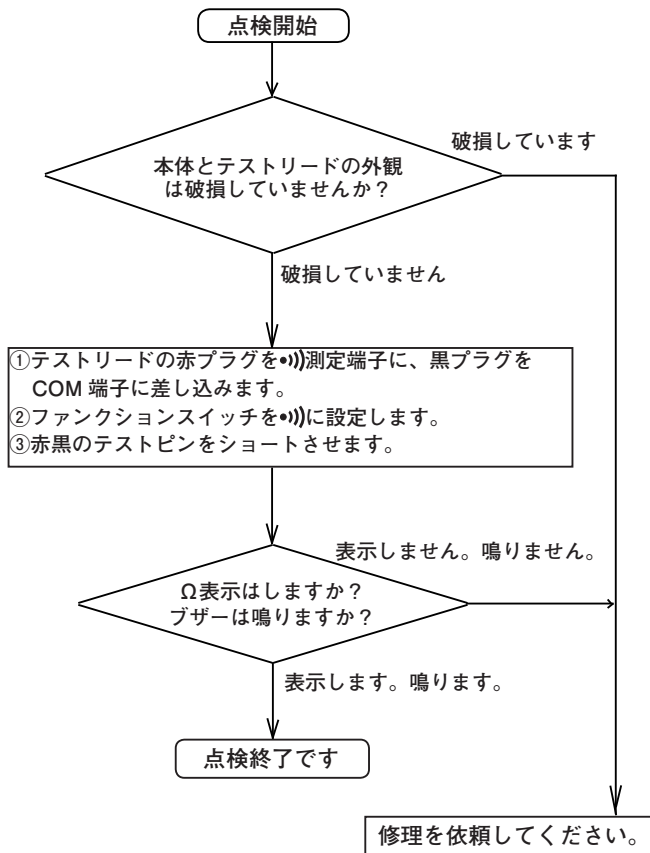 点検開始
破損しています
本体とテストリードの外観
は破損していませんか？
破損していません
①テストリードの赤プラグを•)))測定端子に、黒プラグを
COM 端子に差し込みます。
②ファンクションスイッチを•)))に設定します。
③赤黒のテストピンをショートさせます。
表示しません。鳴りません。
Ω表示はしますか？
ブザーは鳴りますか？
表示します。鳴ります。
点検終了です
修理を依頼してください。